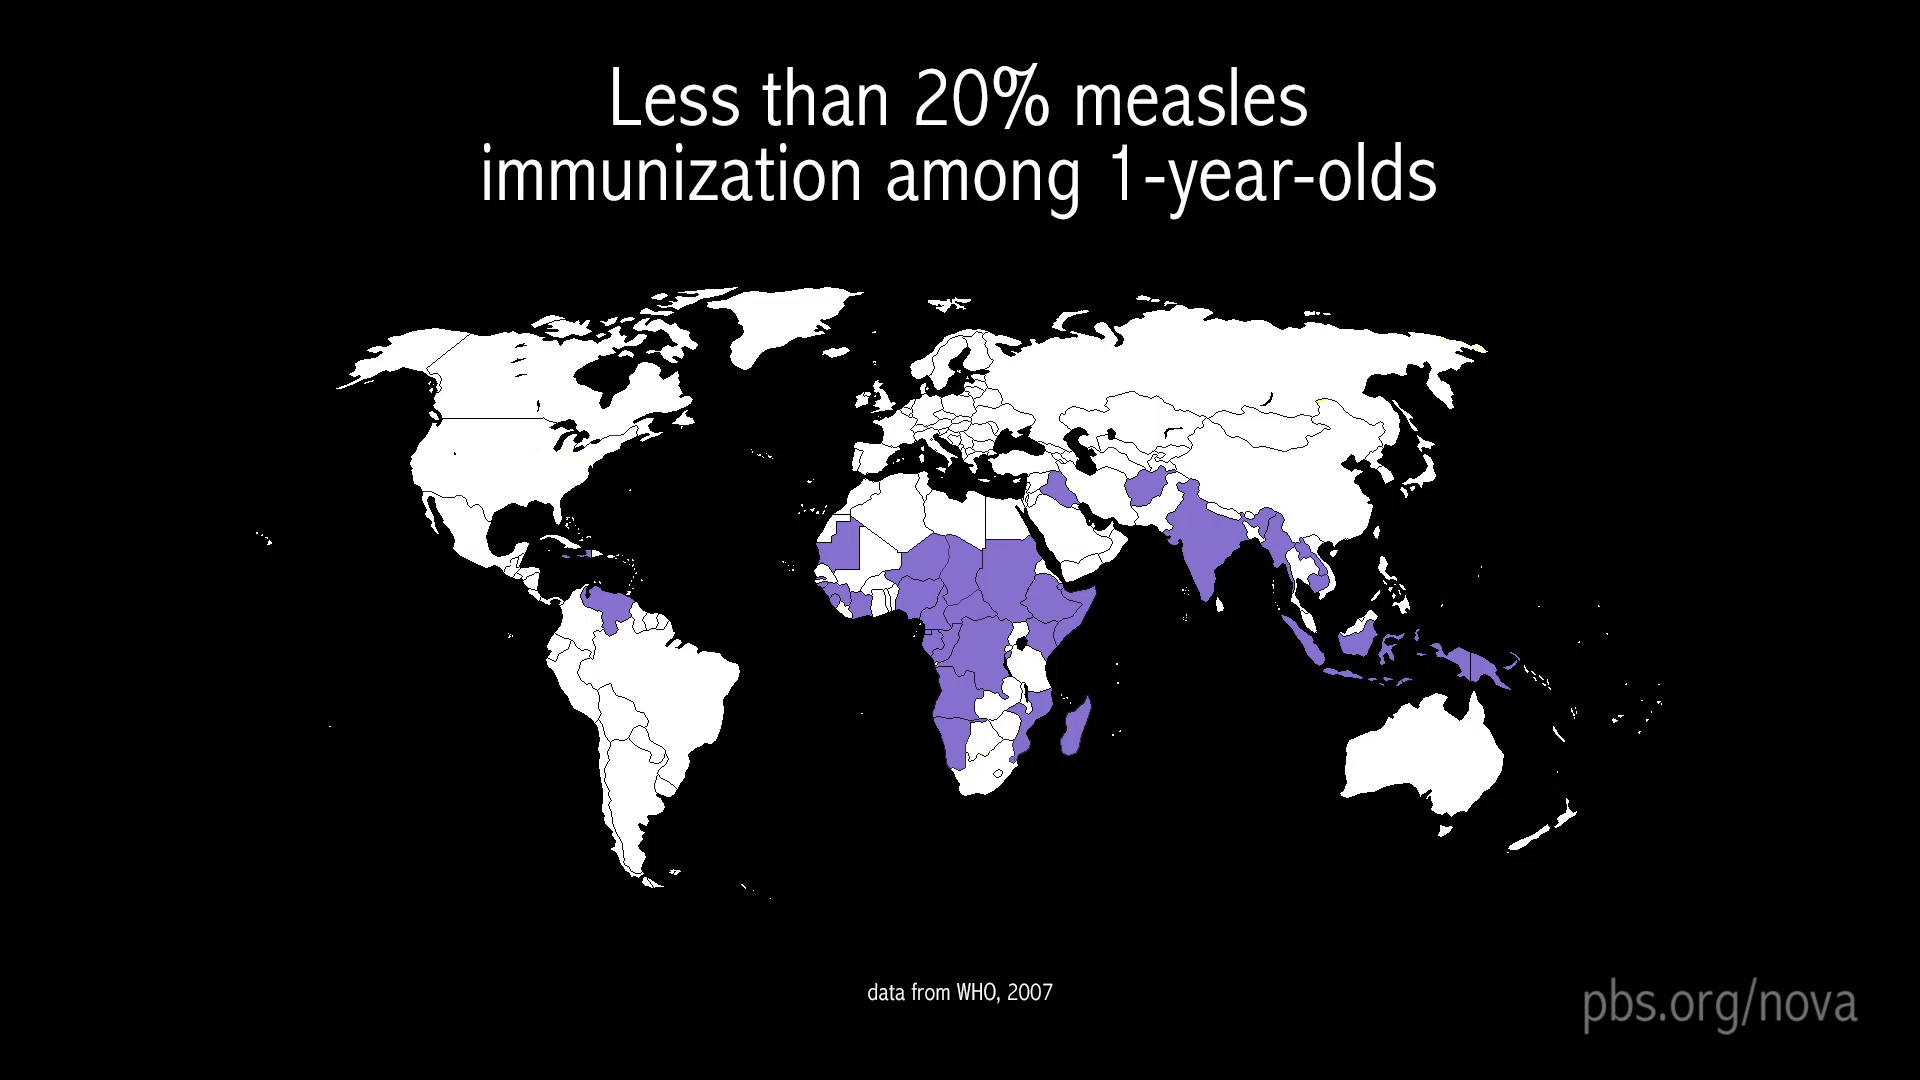 Less than 20% measles
immunization among 1-year-olds
data from WHO, 2007
pbs.org/nova